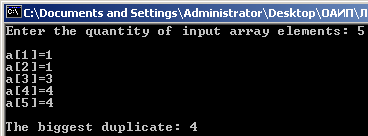 C:\Documents and Settings\Administrator\Desktop\ОАИП\Л
Enter the quantity of input array elements: 5
a[1]=1
a[2]=1
a[3]=3
a[4]=4
a[5]=4
The biggest duplicate: 4